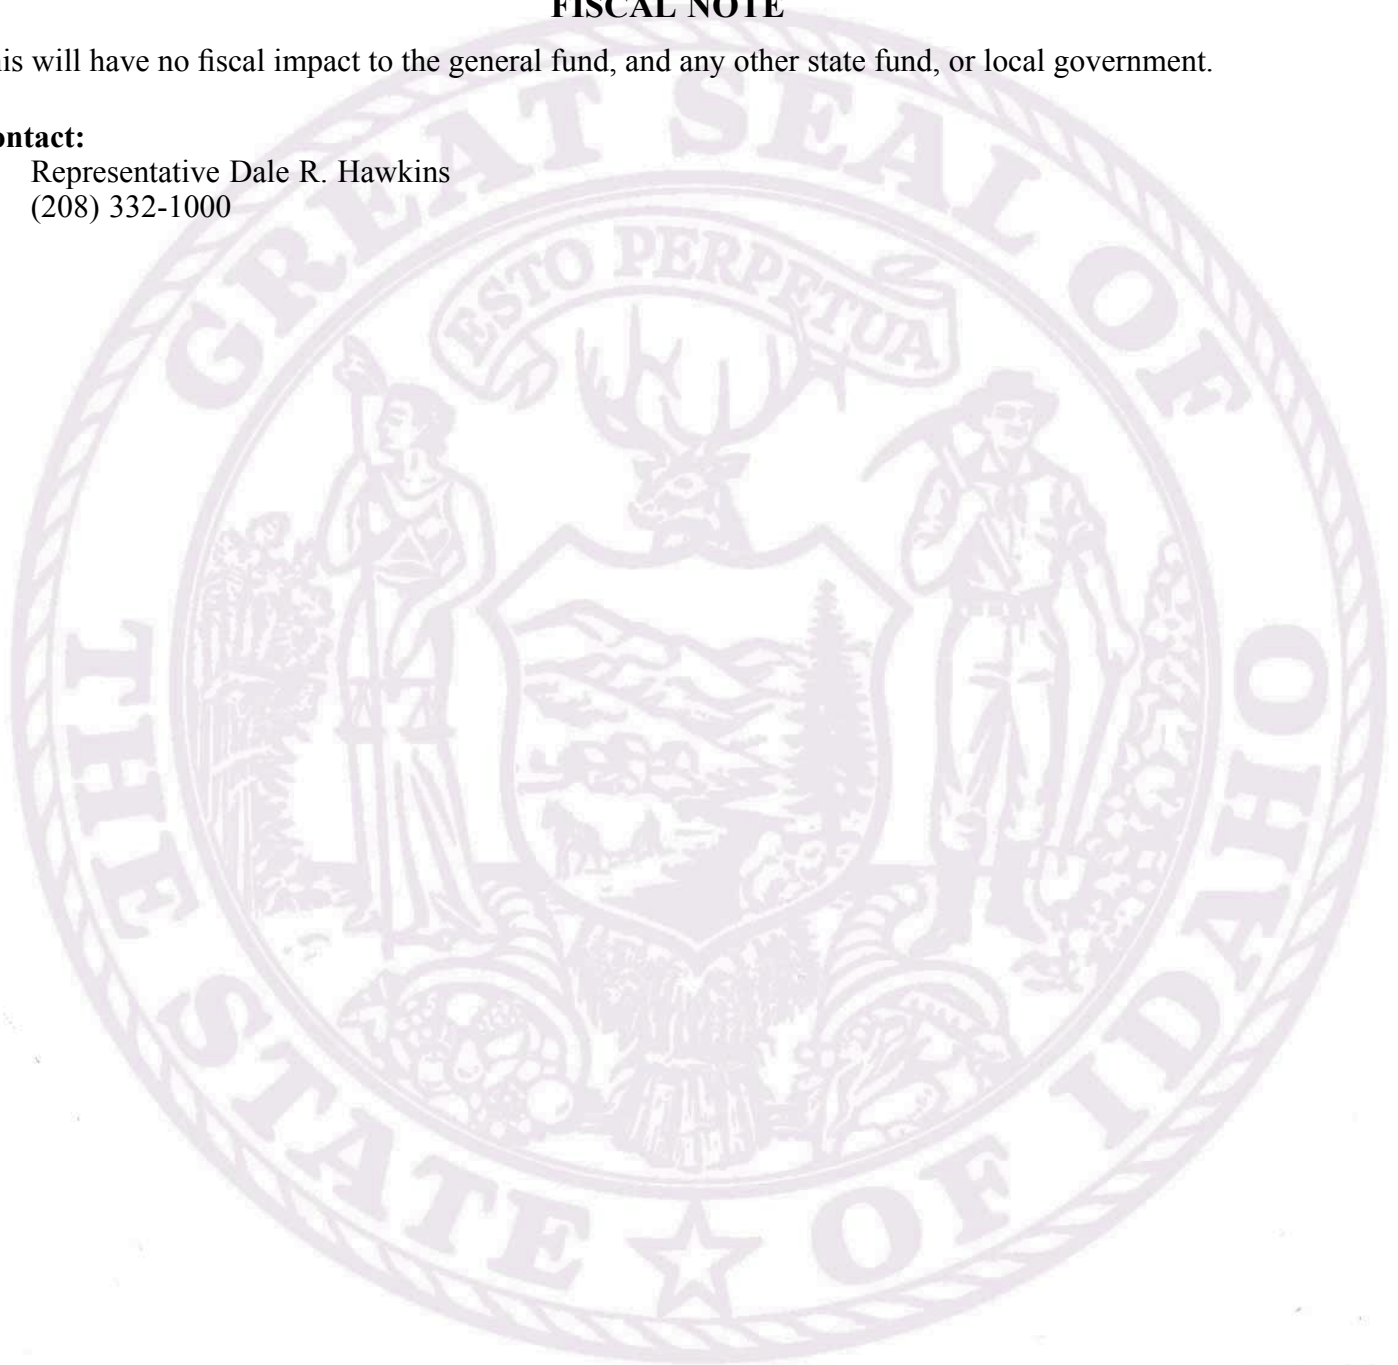 FISCAL NOTE
his will have no fiscal impact to the general fund, and any other state fund, or local government.
ontact:
Representative Dale R. Hawkins
(208) 332-1000
GREAT SEAL OF
ESTO PERPETUA
THE STATE OF IDAHO